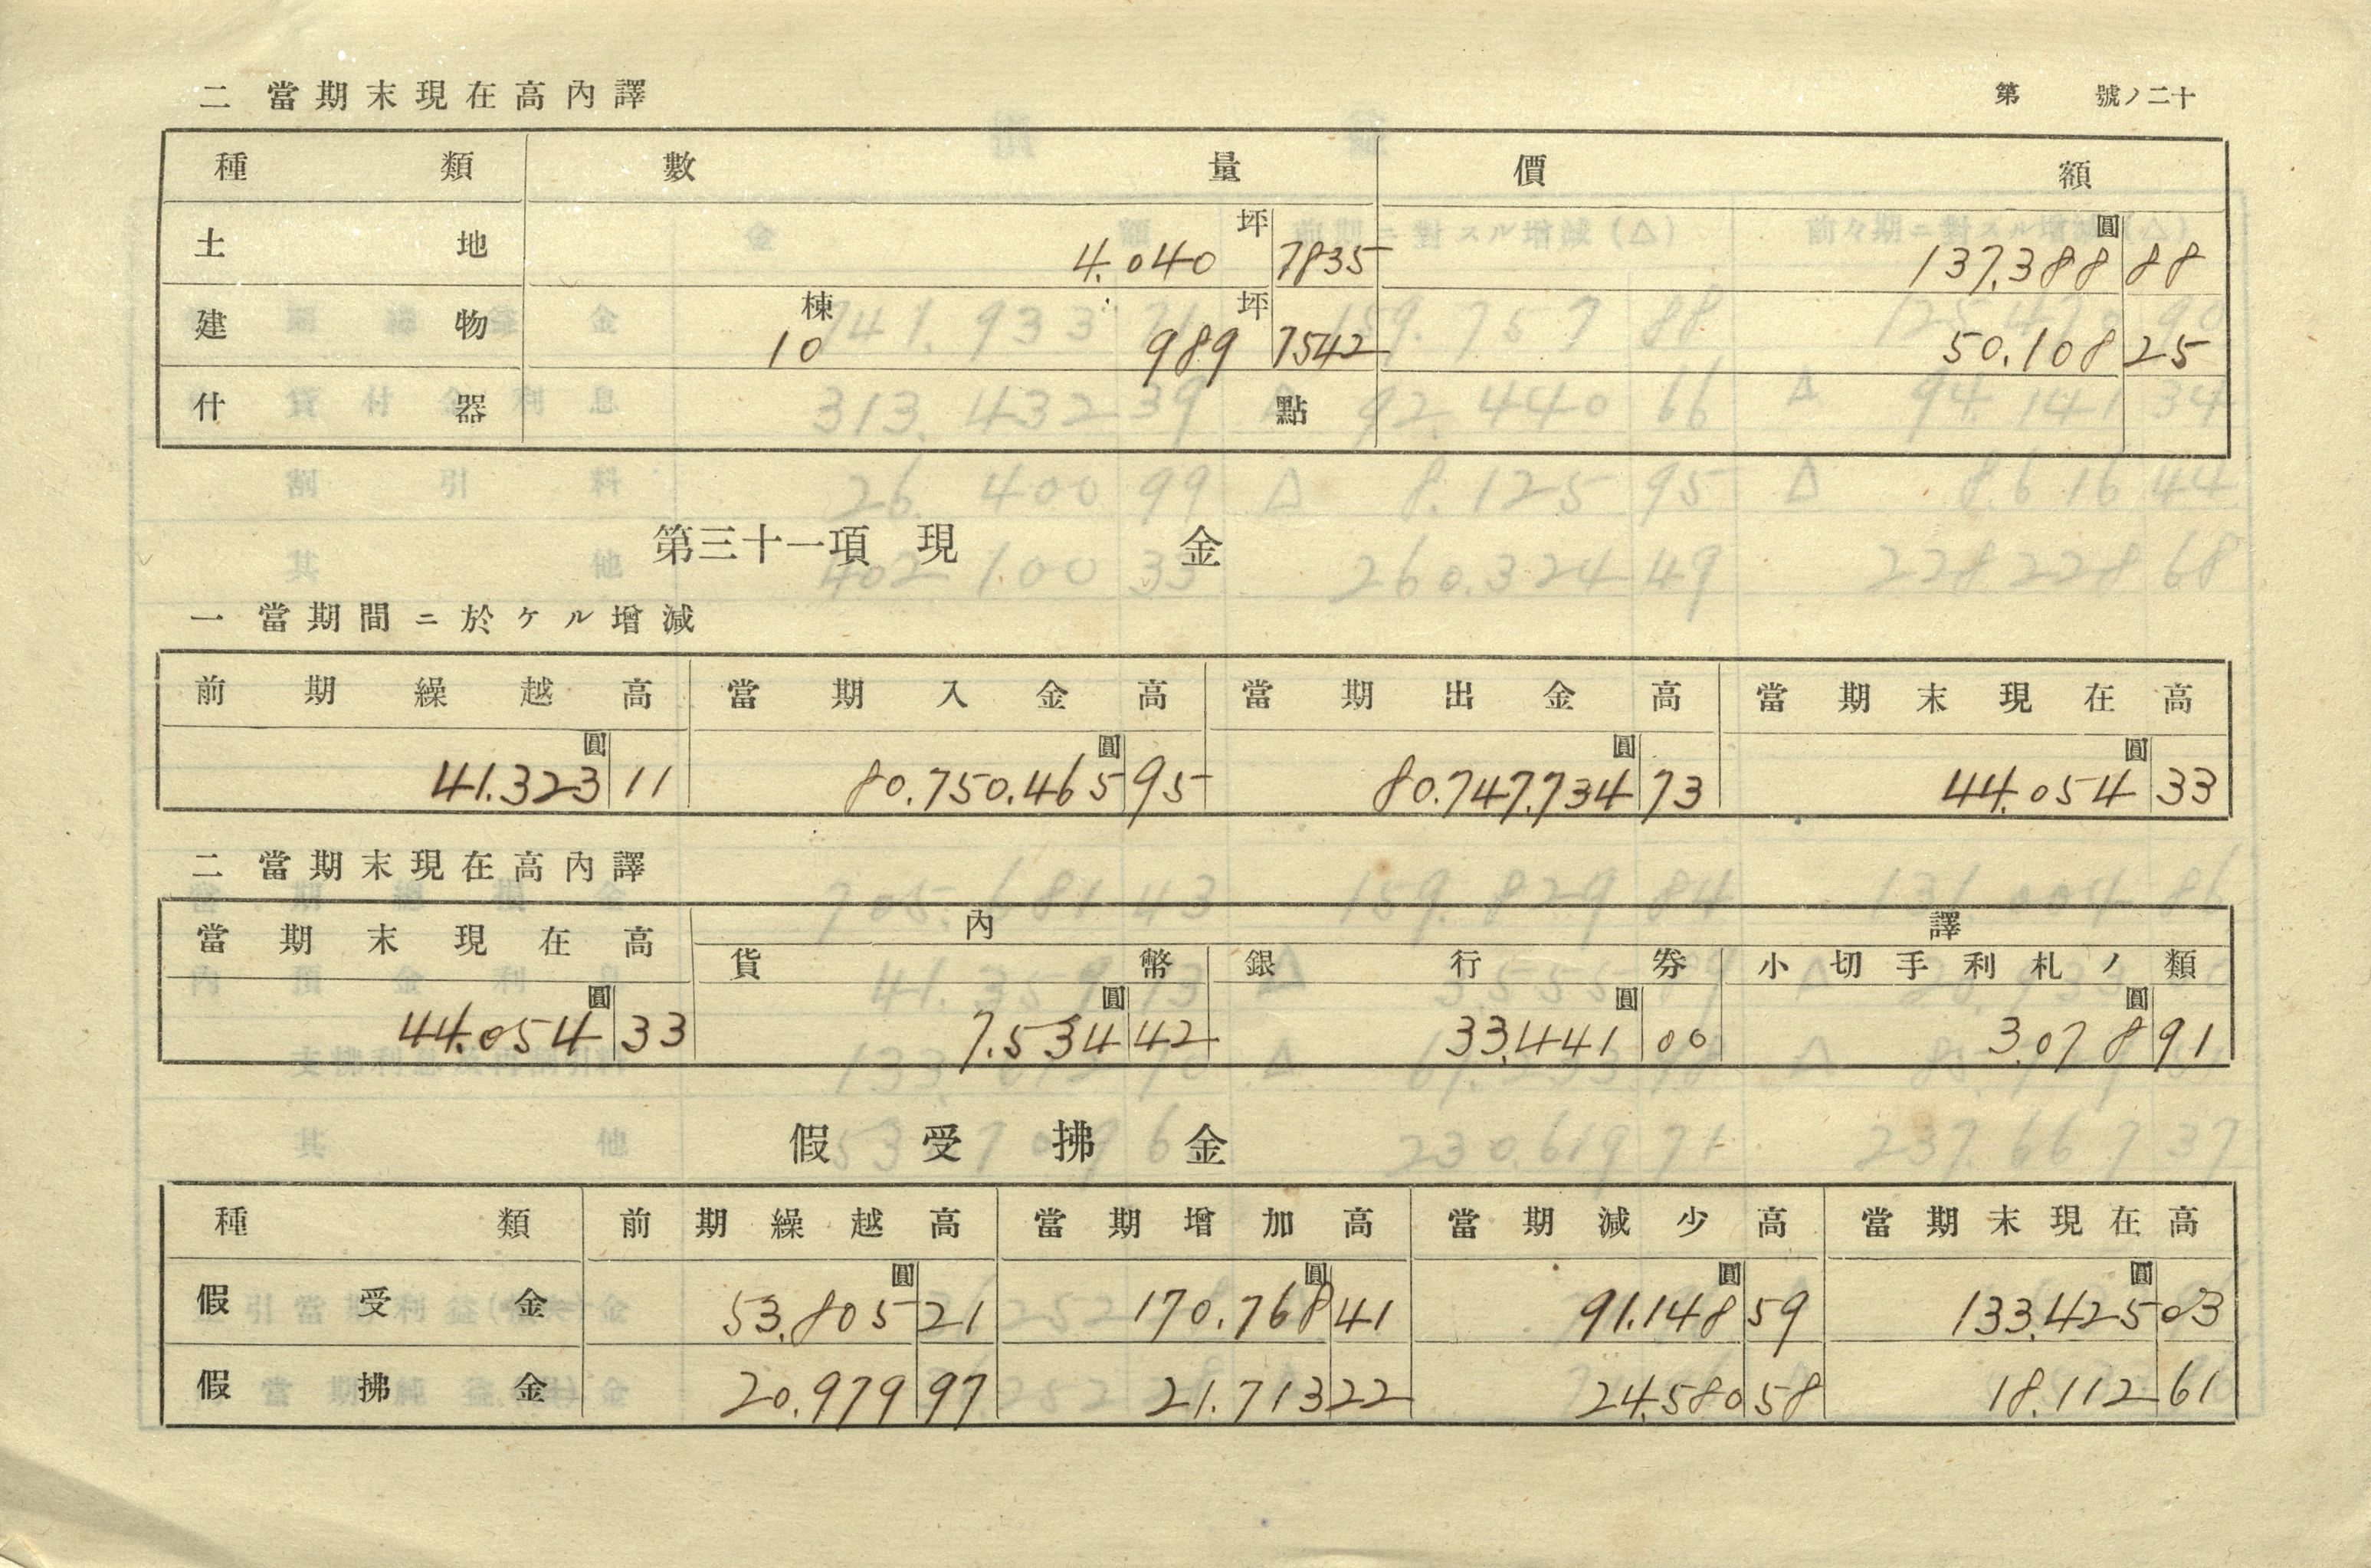 二 當期末現在高內譯
第 號ノ二十
種類 數量 價額
坪 圓
土地 4.040 7835 137.388 88
棟 坪
建物 10 989 7542 50.108 25
什器 點
第三十一項 現金
一 當期間ニ於ケル增減
前期繰越高 當期入金高 當期出金高 當期末現在高
圓 圓 圓 圓
41.323 11 80.750.465 95 80.747.734 73 44.054 33
二 當期末現在高內譯
當期末現在高 內譯
貨幣 銀行券 小切手利札ノ類
圓 圓 圓 圓
44.054 33 7.534 42 33.441 00 3.078 91
假受拂金
種類 前期繰越高 當期增加高 當期減少高 當期末現在高
圓 圓 圓 圓
假受金 53.805 21 170.768 41 91.148 59 133.425 03
假拂金 20.979 97 21.713 22 24.580 58 18.112 61